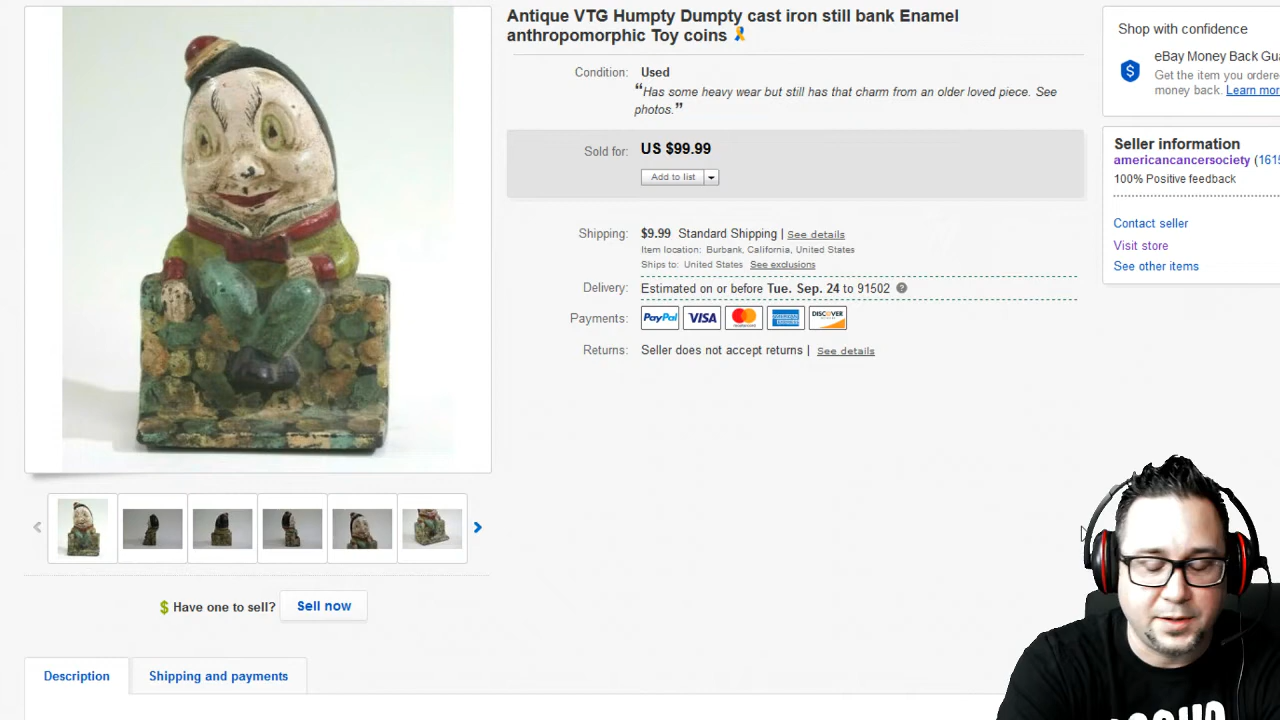 Antique VTG Humpty Dumpty cast iron still bank Enamel
anthropomorphic Toy coins
Condition: Used
“Has some heavy wear but still has that charm from an older loved piece. See
photos.”
Sold for: US $99.99
Add to list
Shipping: $9.99 Standard Shipping | See details
Item location: Burbank, California, United States
Ships to: United States See exclusions
Delivery: Estimated on or before Tue. Sep. 24 to 91502
Payments: PayPal VISA DISCOVER
Returns: Seller does not accept returns | See details
Shop with confidence
eBay Money Back
Get the item you ordered
money back. Learn
Seller information
americancancersociety (1615
100% Positive feedback
Contact seller
Visit store
See other items
$ Have one to sell? Sell now
Description Shipping and payments